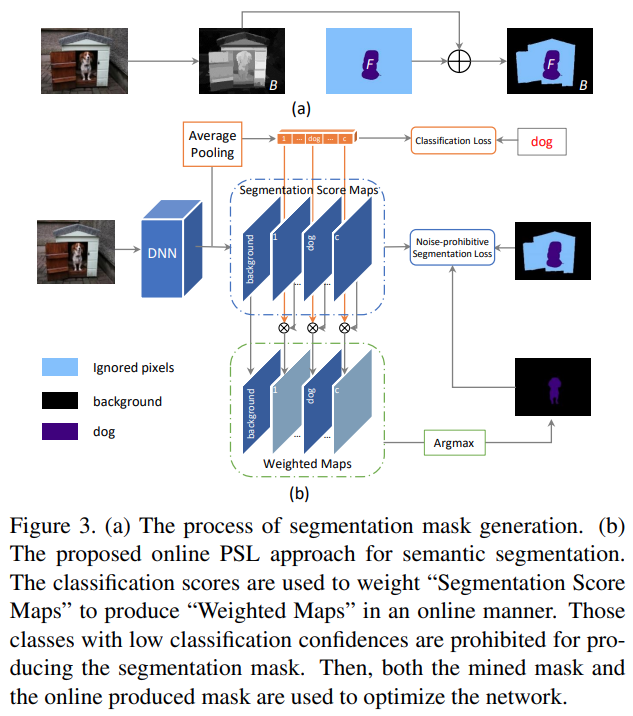 B
F
F
B
(a)
Average
Pooling
1 ... dog ... c
Classification Loss
dog
Segmentation Score Maps
DNN
background
1
...
dog
...
c
Noise-prohibitive
Segmentation Loss
Ignored pixels
background
dog
background
1
...
dog
...
c
Weighted Maps
Argmax
(b)
Figure 3. (a) The process of segmentation mask generation. (b)
The proposed online PSL approach for semantic segmentation.
The classification scores are used to weight “Segmentation Score
Maps” to produce “Weighted Maps” in an online manner. Those
classes with low classification confidences are prohibited for pro-
ducing the segmentation mask. Then, both the mined mask and
the online produced mask are used to optimize the network.